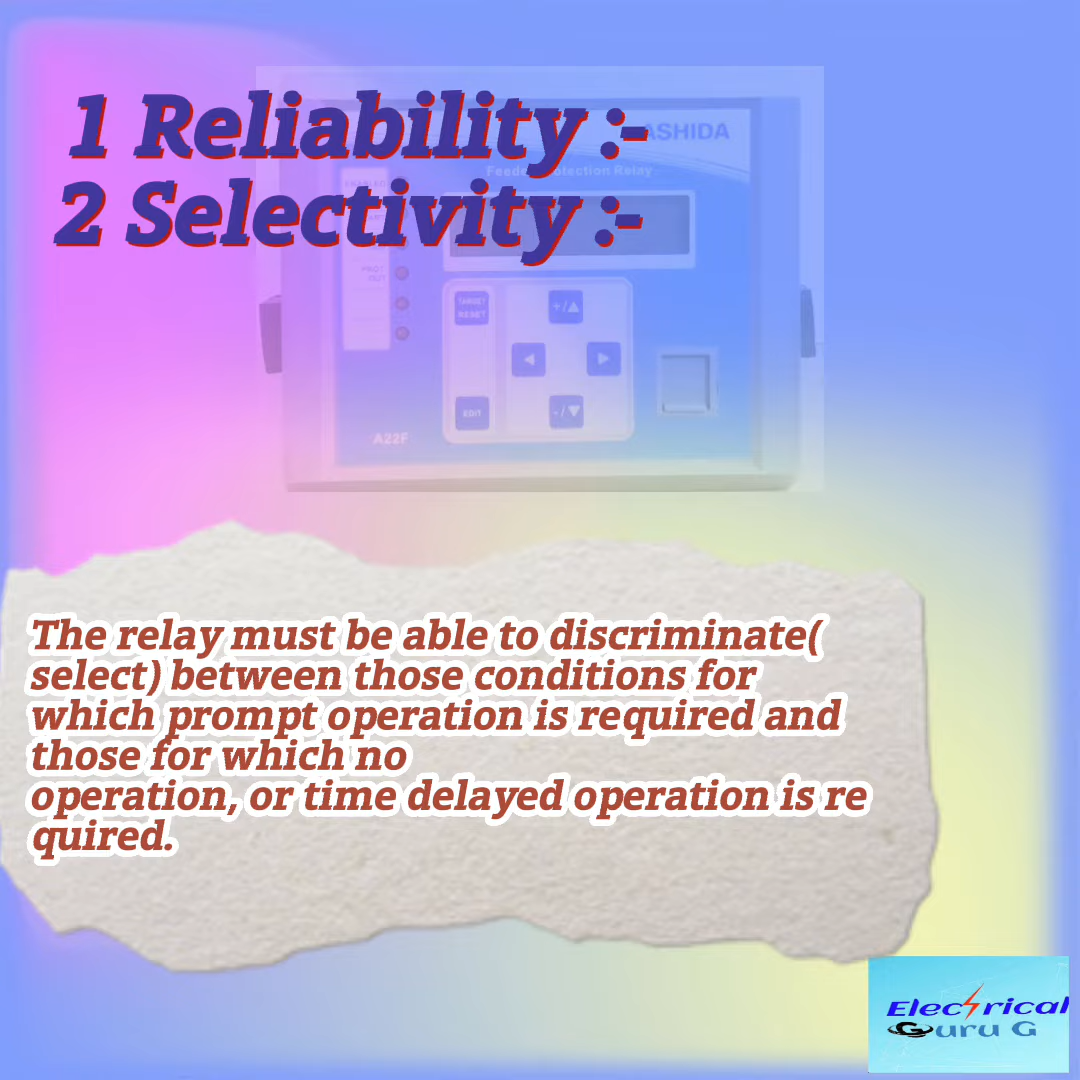 1 Reliability :-
2 Selectivity :-
ASHIDA
Feeder Protection Relay
PROT
OUT
TARGET
RESET
+/▲
◀
▶
EDIT
-/▼
A22F
The relay must be able to discriminate(
select) between those conditions for
which prompt operation is required and
those for which no
operation, or time delayed operation is re
quired.
Electrical
Guru G